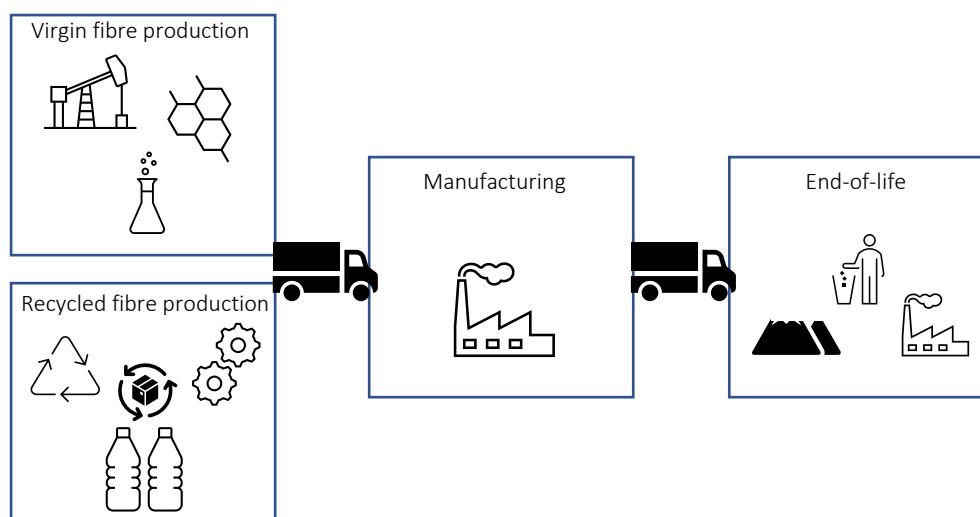 Virgin fibre production
Recycled fibre production
Manufacturing
End-of-life